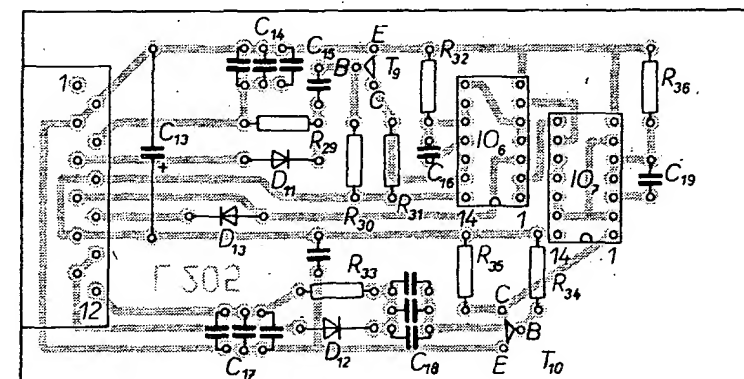 C14
C15
E
R32
B
T9
R36
1
C
C13
+
R29
IO6
IO7
D11
C16
C19
R30
R31
14
1
D13
14
1
L 205
R33
R35
R34
12
C
B
C17
D12
C18
E
T10